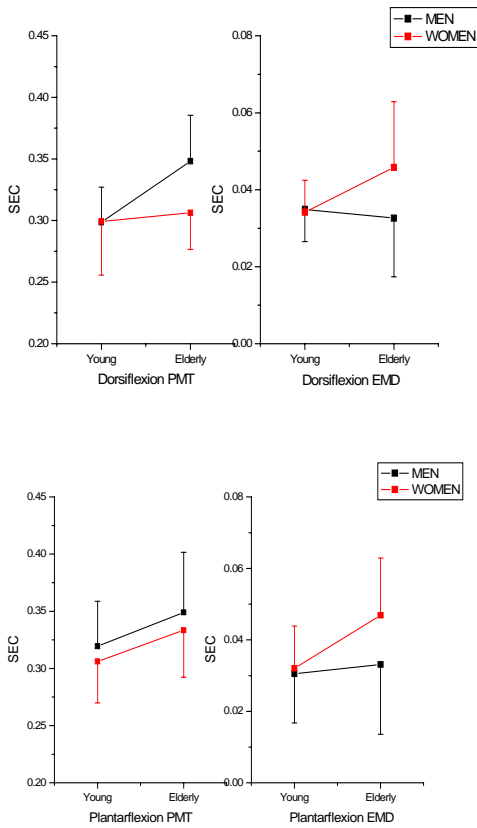 MEN
WOMEN
0.45
0.40
0.35
0.30
0.25
0.20
SEC
Young
Elderly
Dorsiflexion PMT
0.08
0.06
0.04
0.02
0.00
SEC
Young
Elderly
Dorsiflexion EMD
MEN
WOMEN
0.45
0.40
0.35
0.30
0.25
0.20
SEC
Young
Elderly
Plantarflexion PMT
0.08
0.06
0.04
0.02
0.00
SEC
Young
Elderly
Plantarflexion EMD